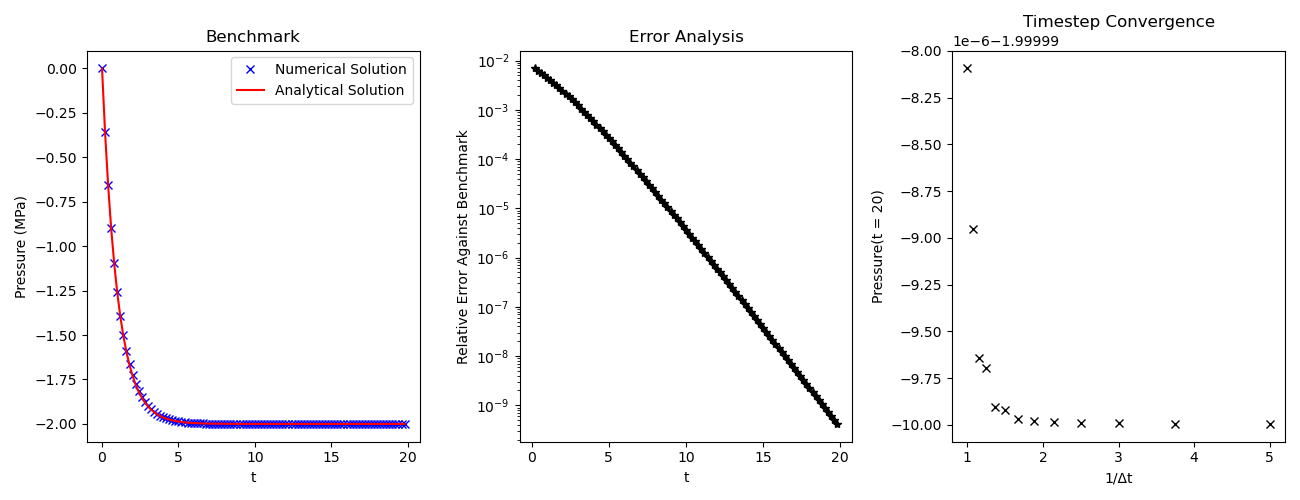 Benchmark
Numerical Solution
Analytical Solution
Pressure (MPa)
0.00
−0.25
−0.50
−0.75
−1.00
−1.25
−1.50
−1.75
−2.00
0 5 10 15 20
t
Error Analysis
Relative Error Against Benchmark
10⁻²
10⁻³
10⁻⁴
10⁻⁵
10⁻⁶
10⁻⁷
10⁻⁸
10⁻⁹
0 5 10 15 20
t
Timestep Convergence
1e−6−1.99999
Pressure(t = 20)
−8.00
−8.25
−8.50
−8.75
−9.00
−9.25
−9.50
−9.75
−10.00
1 2 3 4 5
1/Δt